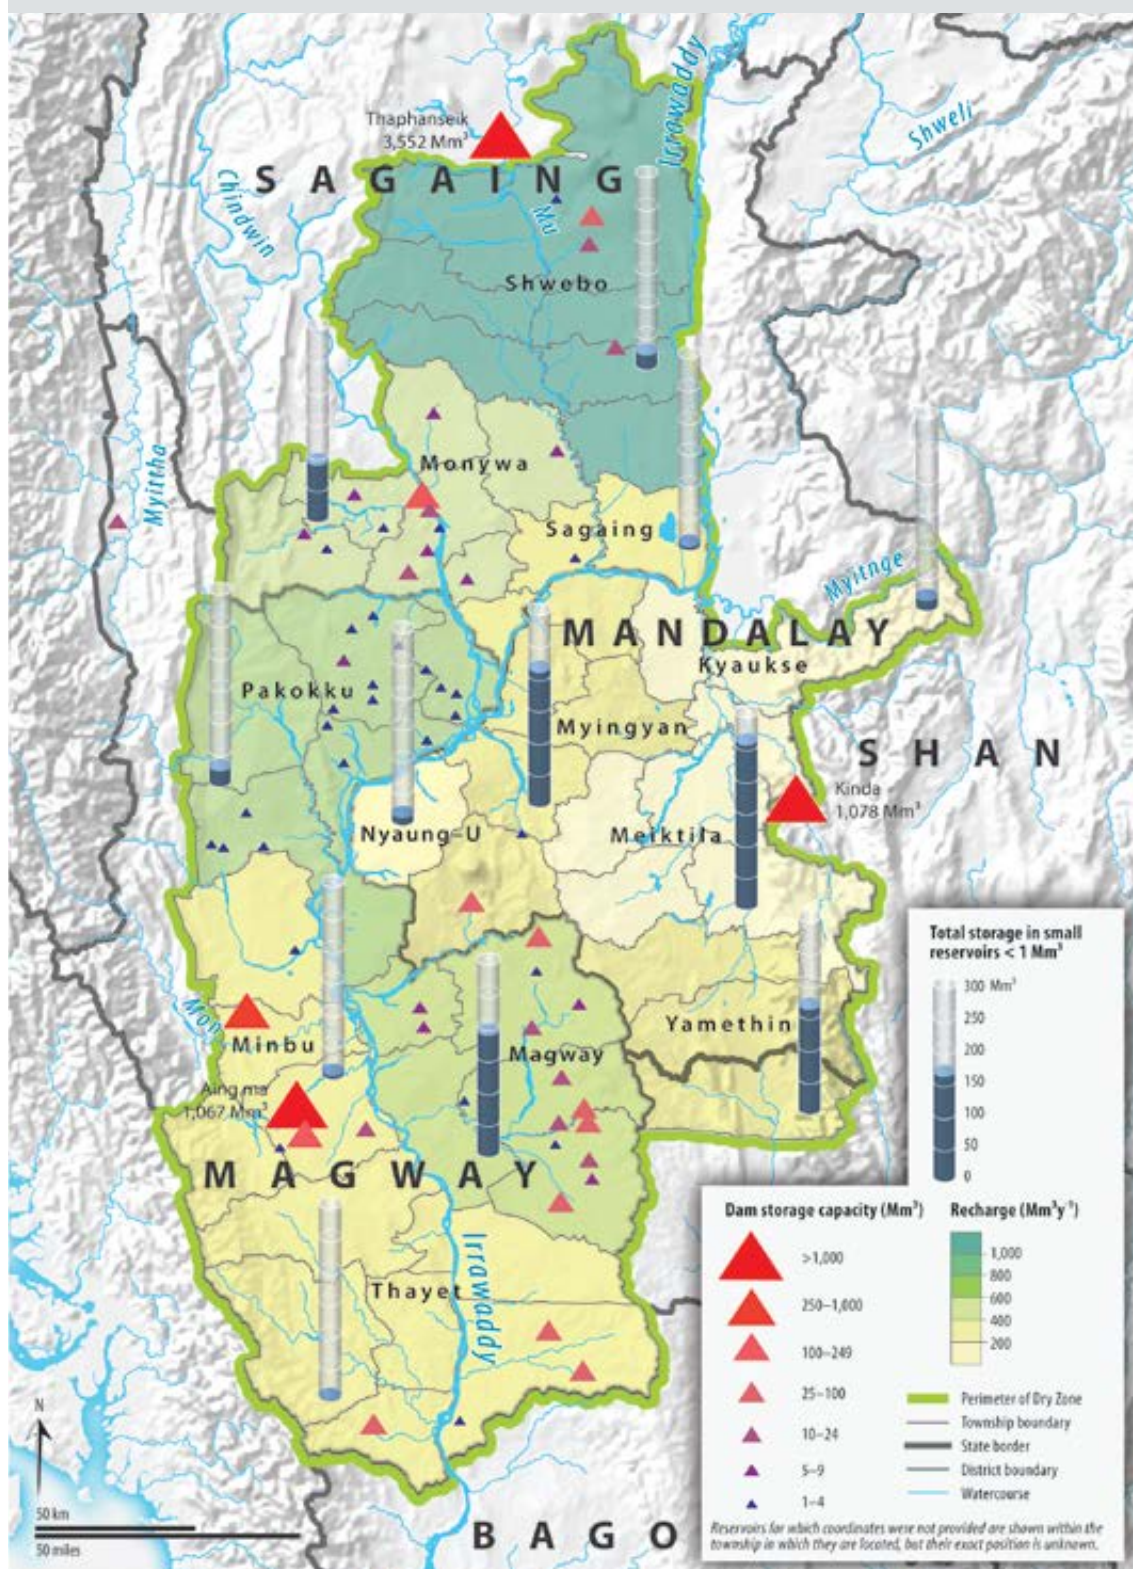 Irrawaddy
Shweli
Thaphanseik
3,552 Mm³
SAGAING
Chindwin
Mu
Shwebo
Myittha
Monywa
Sagaing
Myitnge
MANDALAY
Kyaukse
Pakokku
Myingyan
SHAN
Kinda
1,078 Mm³
Nyaung-U
Meiktila
Mon
Minbu
Yamethin
Magway
Aing ma
1,067 Mm³
MAGWAY
Thayet
Irrawaddy
BAGO
N
50 km
50 miles
Total storage in small
reservoirs < 1 Mm³
300 Mm³
250
200
150
100
50
0
Dam storage capacity (Mm³)
>1,000
250–1,000
100–249
25–100
10–24
5–9
1–4
Recharge (Mm³y⁻¹)
1,000
800
600
400
200
Perimeter of Dry Zone
Township boundary
State border
District boundary
Watercourse
Reservoirs for which coordinates were not provided are shown within the
township in which they are located, but their exact position is unknown.